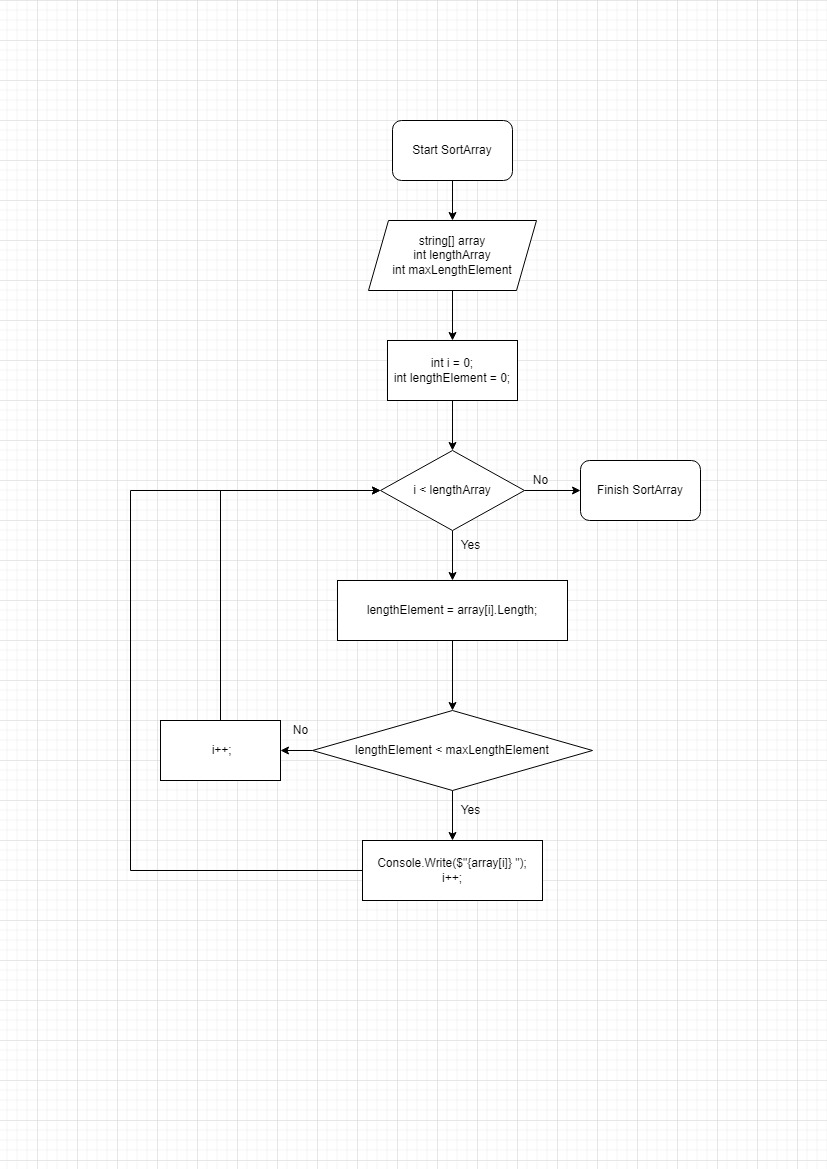 Start SortArray
string[] array
int lengthArray
int maxLengthElement
int i = 0;
int lengthElement = 0;
i < lengthArray
No
Finish SortArray
Yes
lengthElement = array[i].Length;
No
i++;
lengthElement < maxLengthElement
Yes
Console.Write($"{array[i]} ");
i++;